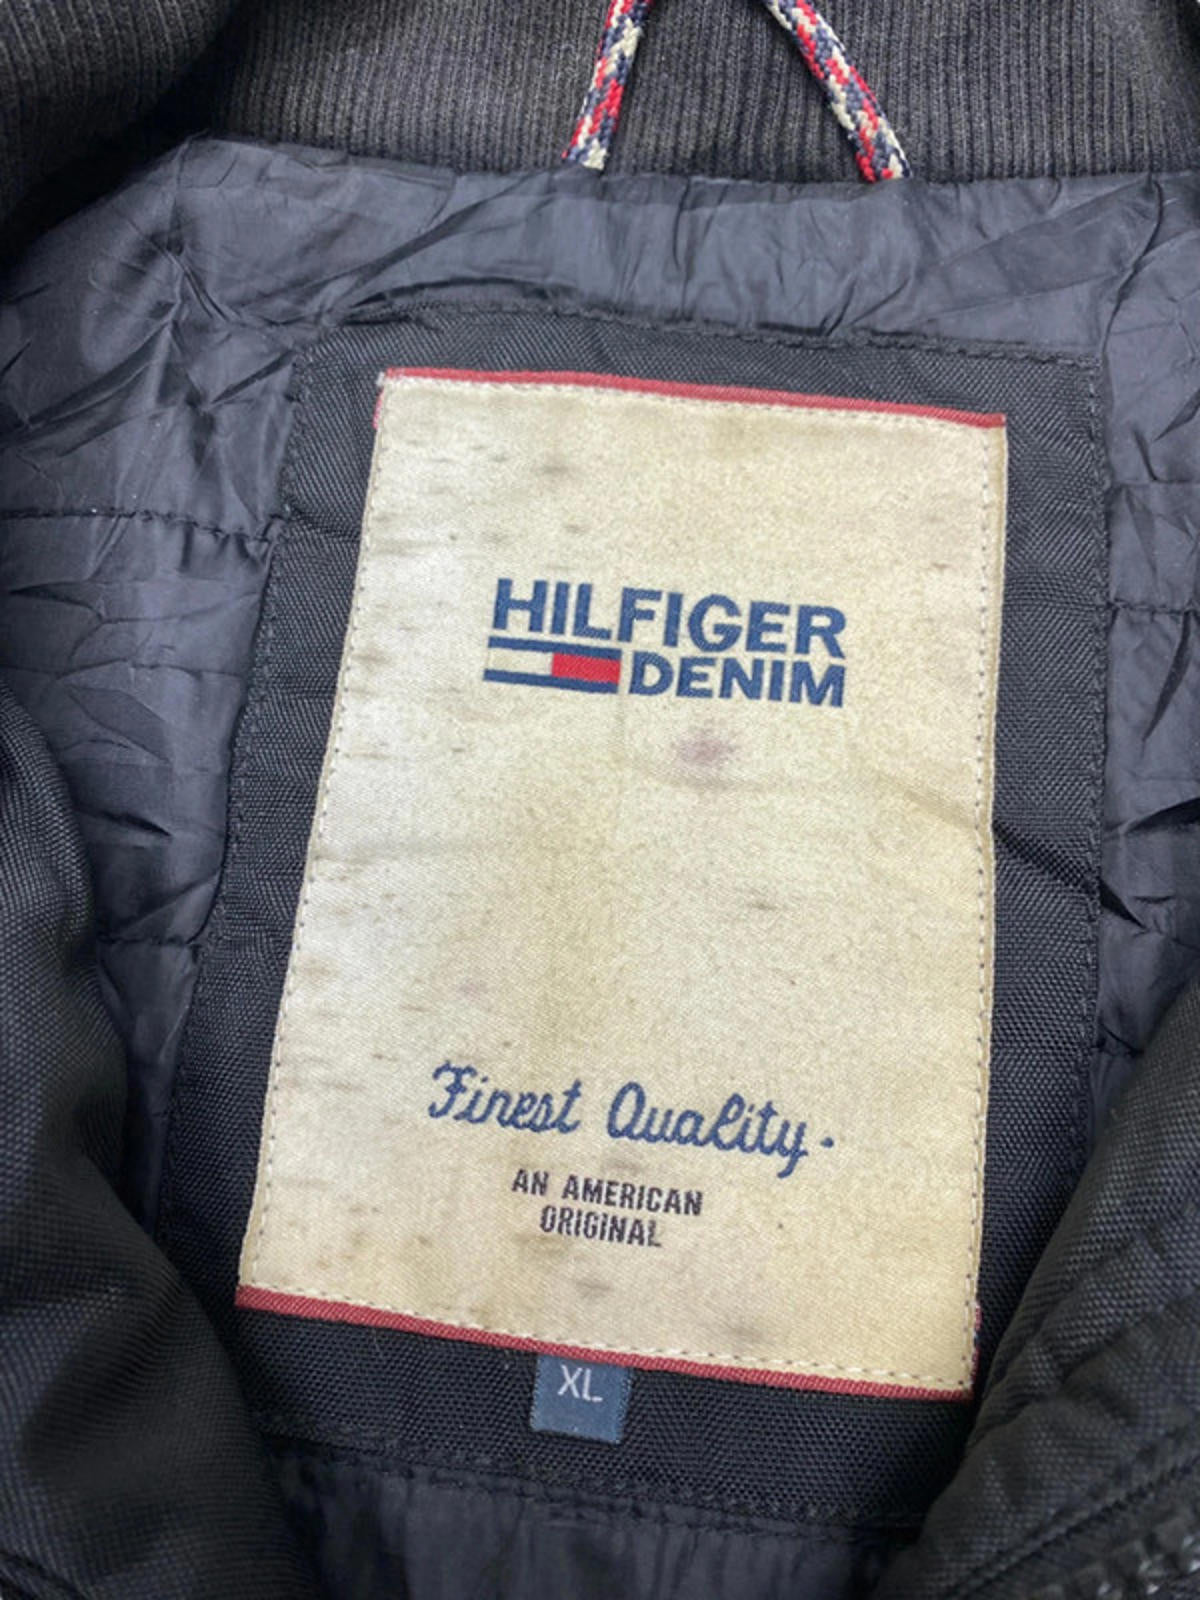 HILFIGER
DENIM
Finest Quality.
AN AMERICAN
ORIGINAL
XL